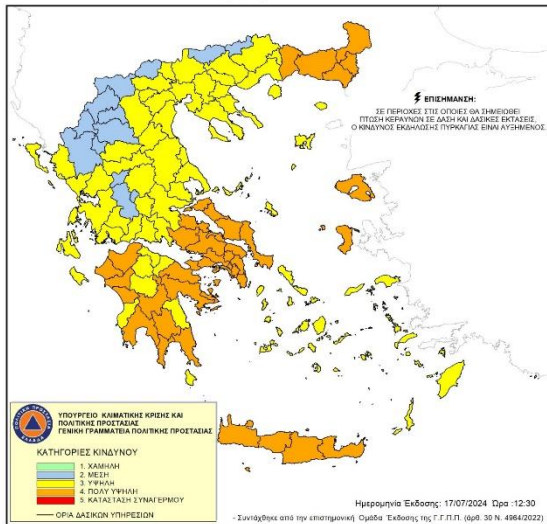 ΕΠΙΣΗΜΑΝΣΗ:
ΣΕ ΠΕΡΙΟΧΕΣ ΣΤΙΣ ΟΠΟΙΕΣ ΘΑ ΣΗΜΕΙΩΘΕΙ
ΠΤΩΣΗ ΚΕΡΑΥΝΩΝ ΣΕ ΔΑΣΗ ΚΑΙ ΔΑΣΙΚΕΣ ΕΚΤΑΣΕΙΣ,
Ο ΚΙΝΔΥΝΟΣ ΕΚΔΗΛΩΣΗΣ ΠΥΡΚΑΓΙΑΣ ΕΙΝΑΙ ΑΥΞΗΜΕΝΟΣ.
ΠΟΛΙΤΙΚΗ ΠΡΟΣΤΑΣΙΑ
ΕΛΛΑΔΑ
ΥΠΟΥΡΓΕΙΟ ΚΛΙΜΑΤΙΚΗΣ ΚΡΙΣΗΣ ΚΑΙ
ΠΟΛΙΤΙΚΗΣ ΠΡΟΣΤΑΣΙΑΣ
ΓΕΝΙΚΗ ΓΡΑΜΜΑΤΕΙΑ ΠΟΛΙΤΙΚΗΣ ΠΡΟΣΤΑΣΙΑΣ
ΚΑΤΗΓΟΡΙΕΣ ΚΙΝΔΥΝΟΥ
1. ΧΑΜΗΛΗ
2. ΜΕΣΗ
3. ΥΨΗΛΗ
4. ΠΟΛΥ ΥΨΗΛΗ
5. ΚΑΤΑΣΤΑΣΗ ΣΥΝΑΓΕΡΜΟΥ
ΟΡΙΑ ΔΑΣΙΚΩΝ ΥΠΗΡΕΣΙΩΝ
Ημερομηνία Έκδοσης: 17/07/2024 Ώρα :12:30
- Συντάχθηκε από την επιστημονική Ομάδα Έκδοσης της Γ.Γ.Π.Π. (άρθ. 30 Ν. 4964/2022)